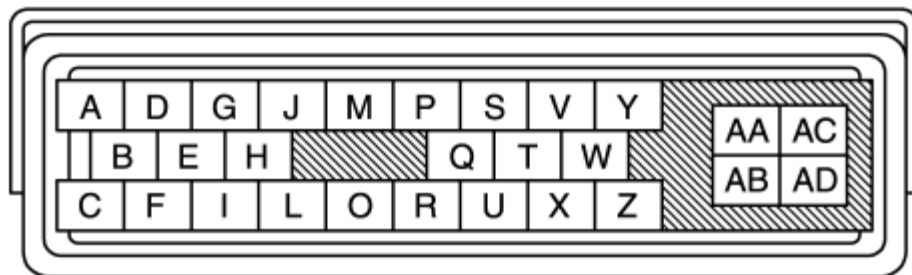 A D G J M P S V Y
AA AC
B E H Q T W
AB AD
C F I L O R U X Z